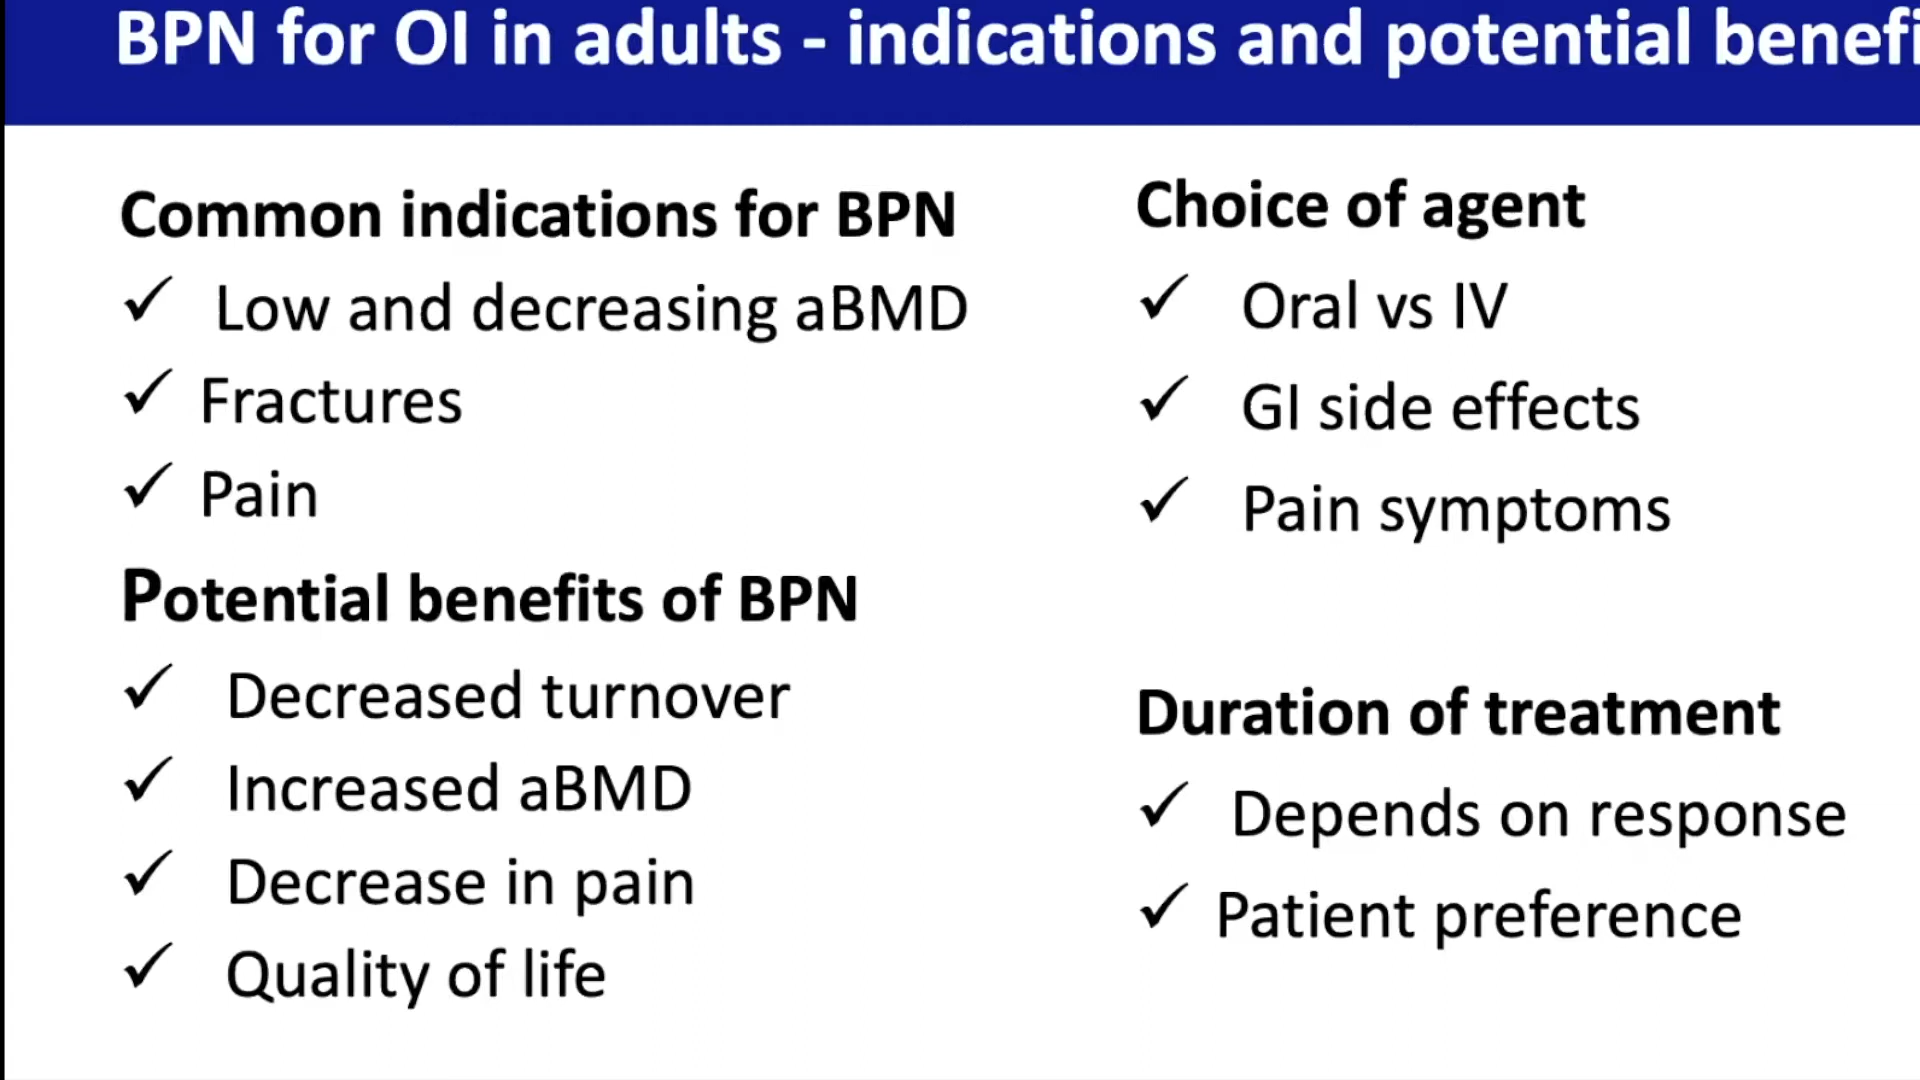 BPN for OI in adults - indications and potential benefi
Common indications for BPN
✓ Low and decreasing aBMD
✓ Fractures
✓ Pain
Potential benefits of BPN
✓ Decreased turnover
✓ Increased aBMD
✓ Decrease in pain
✓ Quality of life
Choice of agent
✓ Oral vs IV
✓ GI side effects
✓ Pain symptoms
Duration of treatment
✓ Depends on response
✓ Patient preference